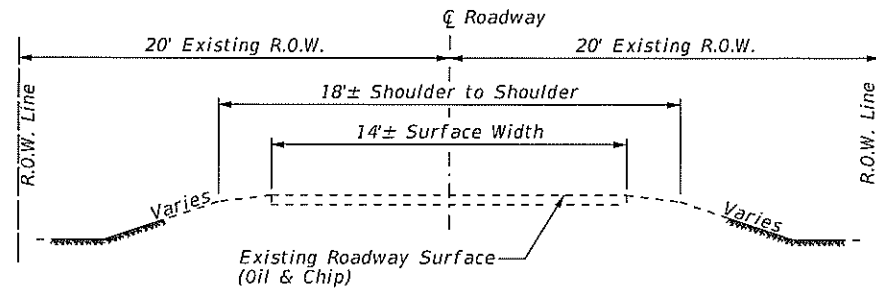 ℄ Roadway
20' Existing R.O.W.
20' Existing R.O.W.
18'± Shoulder to Shoulder
14'± Surface Width
R.O.W. Line
R.O.W. Line
Varies
Varies
Existing Roadway Surface
(Oil & Chip)